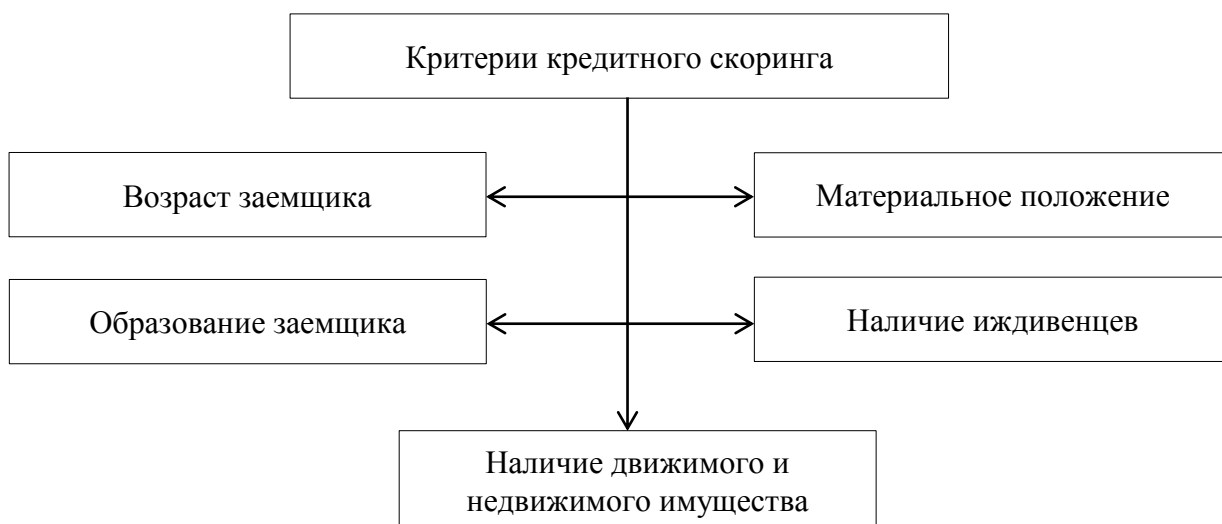 Критерии кредитного скоринга
Возраст заемщика
Материальное положение
Образование заемщика
Наличие иждивенцев
Наличие движимого и
недвижимого имущества